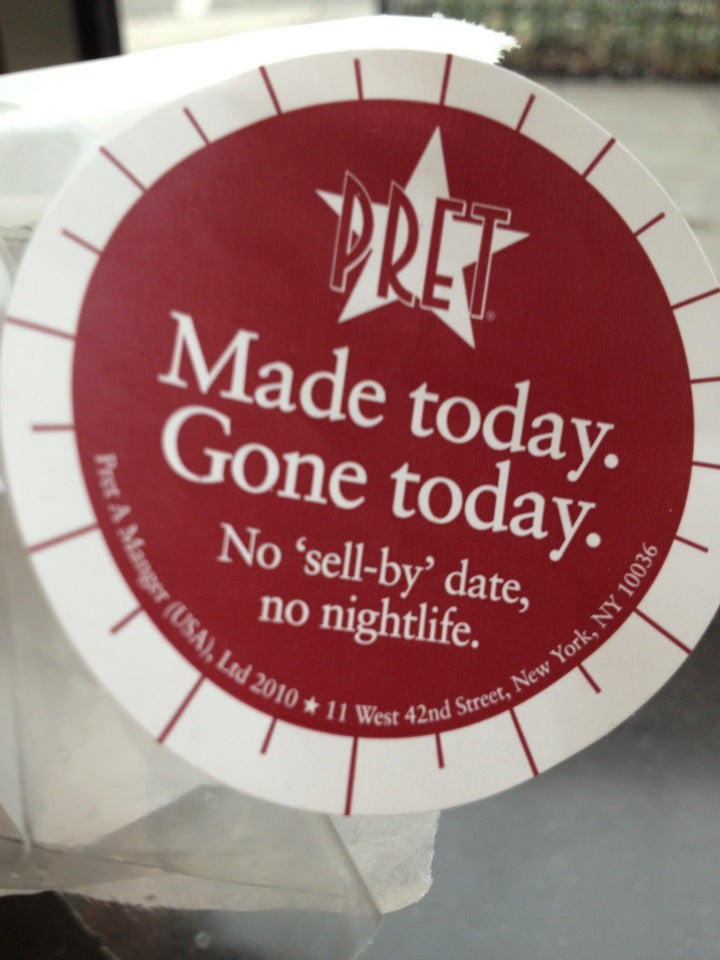 PRET®
Made today.
Gone today.
No ‘sell-by’ date,
no nightlife.
Pret A Manger (USA), Ltd 2010 ★ 11 West 42nd Street, New York, NY 10036